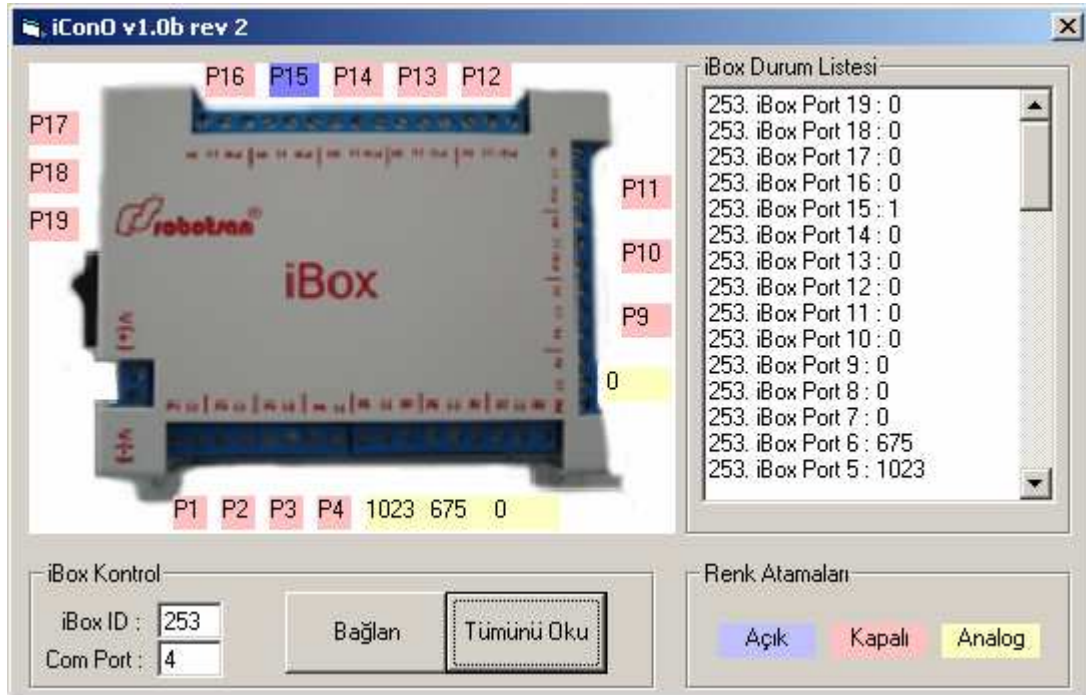 iConO v1.0b rev 2
P16 P15 P14 P13 P12
P17
P18
P19
robotsan®
iBox
V(+)
V(-)
P11
P10
P9
0
P1 P2 P3 P4 1023 675 0
iBox Durum Listesi
253. iBox Port 19 : 0
253. iBox Port 18 : 0
253. iBox Port 17 : 0
253. iBox Port 16 : 0
253. iBox Port 15 : 1
253. iBox Port 14 : 0
253. iBox Port 13 : 0
253. iBox Port 12 : 0
253. iBox Port 11 : 0
253. iBox Port 10 : 0
253. iBox Port 9 : 0
253. iBox Port 8 : 0
253. iBox Port 7 : 0
253. iBox Port 6 : 675
253. iBox Port 5 : 1023
iBox Kontrol
iBox ID : 253
Com Port : 4
Bağlan
Tümünü Oku
Renk Atamaları
Açık Kapalı Analog